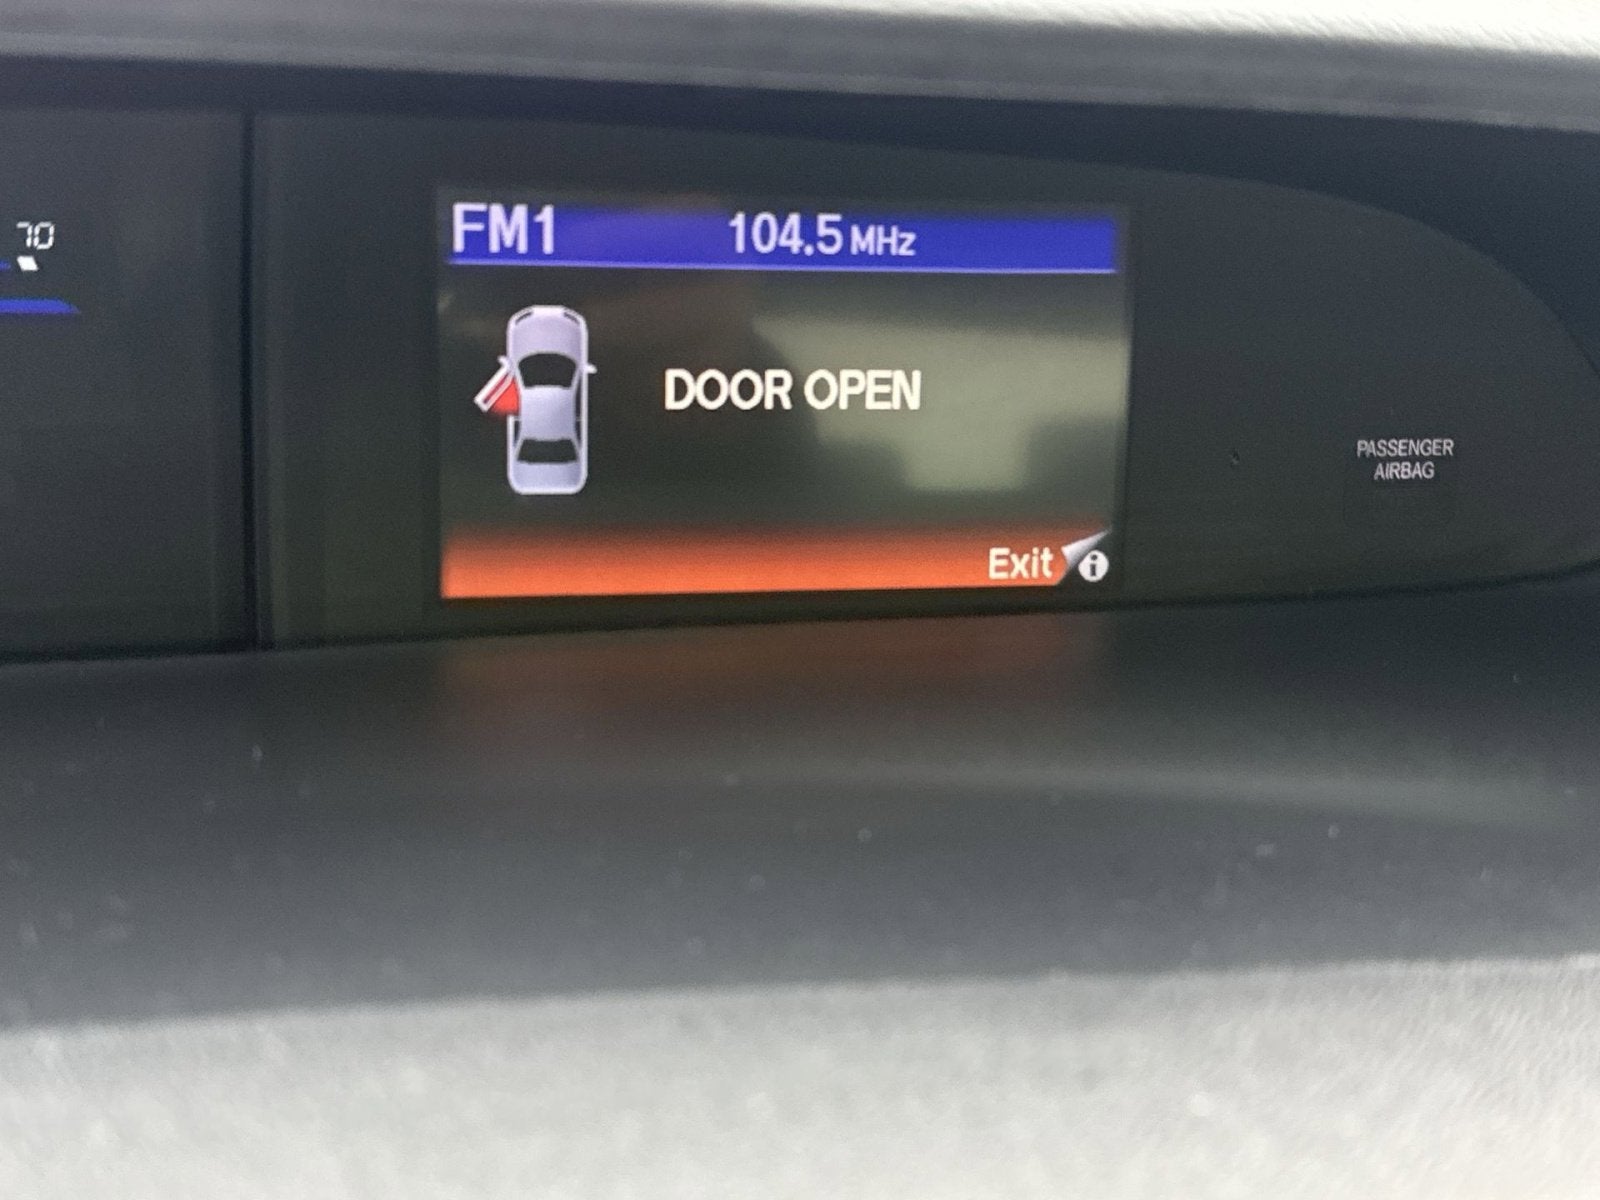 70
FM1 104.5 MHz
DOOR OPEN
PASSENGER
AIRBAG
Exit i